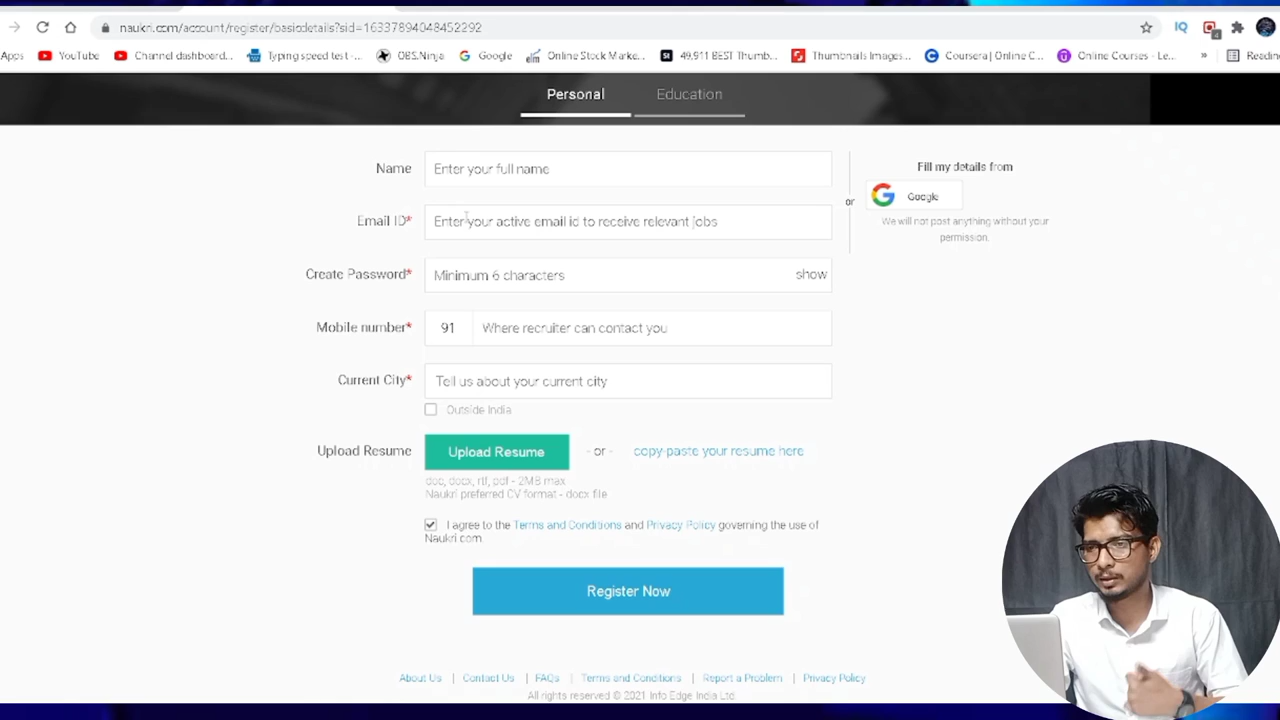 naukri.com/account/register/basicdetails?sid=16337894048452292
Apps YouTube Channel dashboard... Typing speed test -... OBS.Ninja Google Online Stock Marke... 49,911 BEST Thumb... Thumbnails Images... Coursera | Online C... Online Courses - Le... » Reading
Personal Education
Name Enter your full name
Fill my details from
or Google
We will not post anything without your
permission.
Email ID* Enter your active email id to receive relevant jobs
Create Password* Minimum 6 characters show
Mobile number* 91 Where recruiter can contact you
Current City* Tell us about your current city
Outside India
Upload Resume Upload Resume - or - copy paste your resume here
doc, docx, rtf, pdf - 2MB max
Naukri preferred CV format - docx file
I agree to the Terms and Conditions and Privacy Policy governing the use of
Naukri.com
Register Now
About Us | Contact Us | FAQs | Terms and Conditions | Report a Problem | Privacy Policy
All rights reserved © 2021 Info Edge India Ltd.